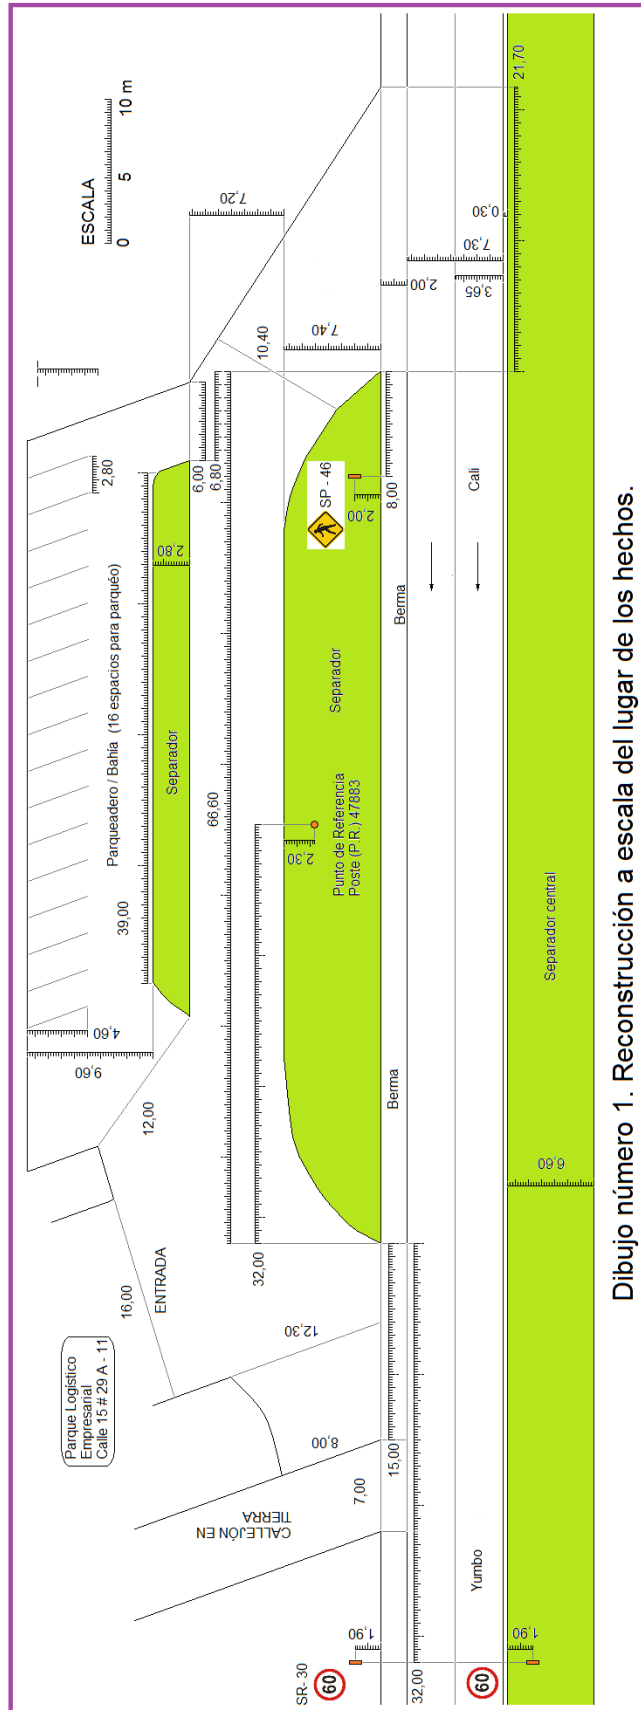 ESCALA
0
5
10 m
7,20
21,70
0,30
7,30
3,65
2,00
7,40
10,40
2,80
6,00
6,80
8,00
SP - 46
2,00
Cali
2,80
Parqueadero / Bahía (16 espacios para parquéo)
Separador
66,60
Separador
Berma
Punto de Referencia
Poste (P.R.) 47883
2,30
39,00
Separador central
4,60
9,60
12,00
Berma
6,60
16,00
ENTRADA
32,00
12,30
Parque Logístico
Empresarial
Calle 15 # 29 A - 11
8,00
15,00
7,00
CALLEJÓN EN
TIERRA
Yumbo
1,90
1,90
SR- 30
60
32,00
60
Dibujo número 1. Reconstrucción a escala del lugar de los hechos.